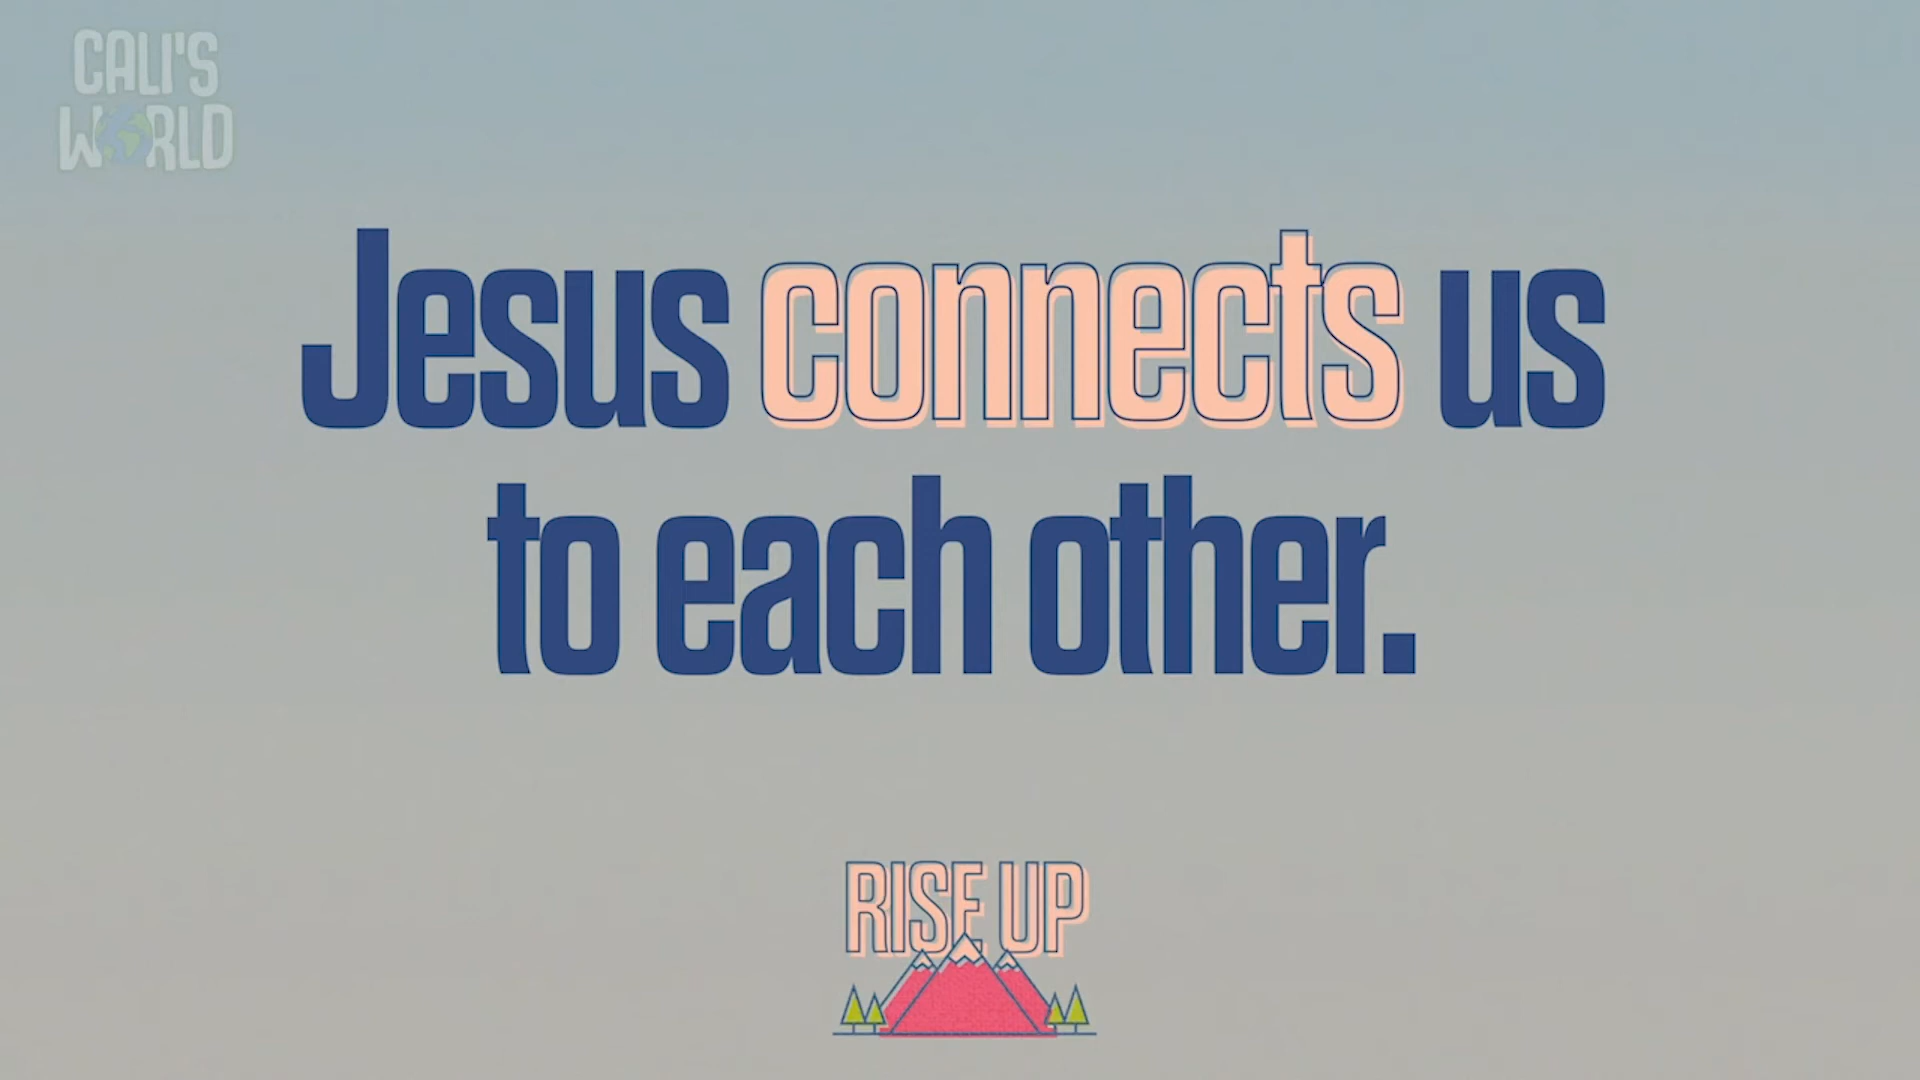 CALI'S
WORLD
Jesus connects us
to each other.
RISE UP